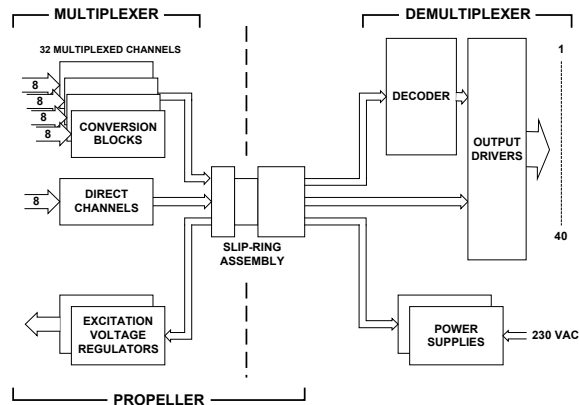 MULTIPLEXER
DEMULTIPLEXER
32 MULTIPLEXED CHANNELS
8
8
8
8
CONVERSION
BLOCKS
DECODER
1
OUTPUT
DRIVERS
8
DIRECT
CHANNELS
40
SLIP-RING
ASSEMBLY
EXCITATION
VOLTAGE
REGULATORS
POWER
SUPPLIES
230 VAC
PROPELLER